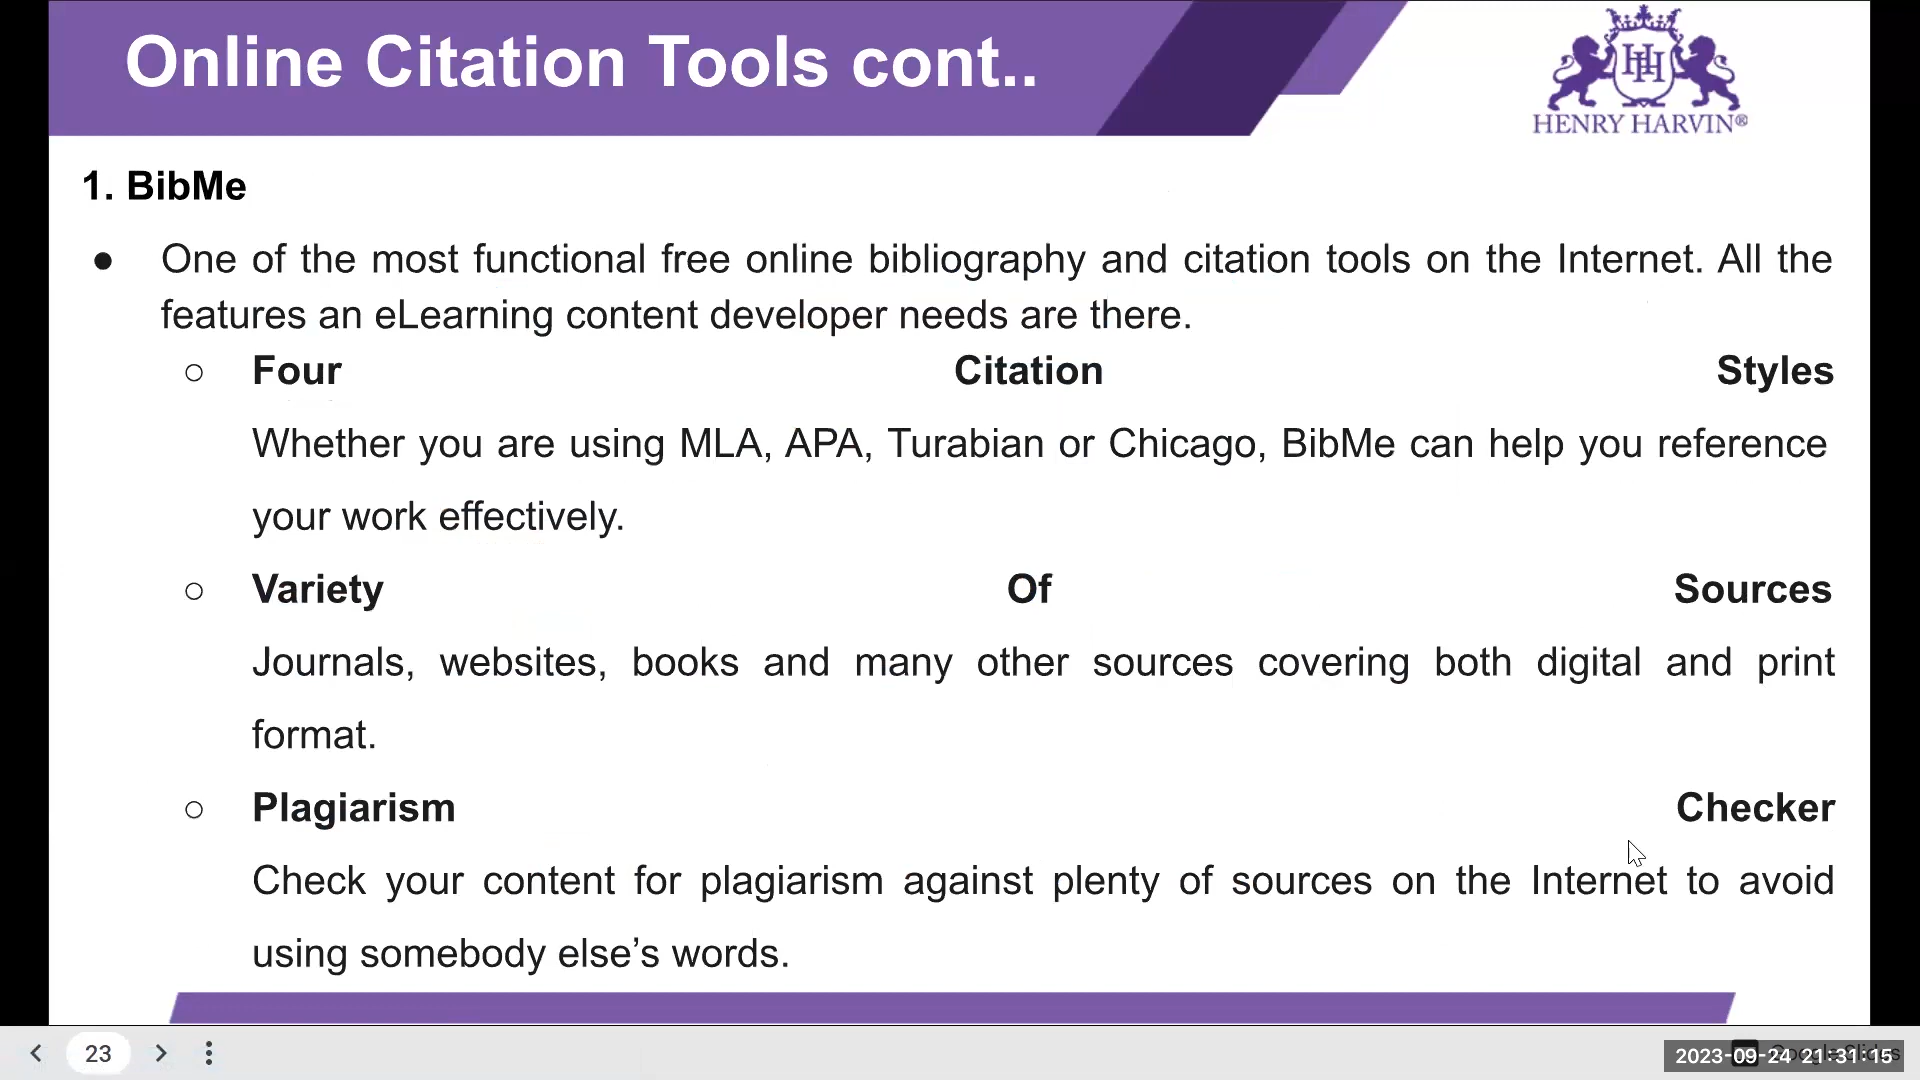 Online Citation Tools cont..
HH
HENRY HARVIN®
1. BibMe
● One of the most functional free online bibliography and citation tools on the Internet. All the
features an eLearning content developer needs are there.
○ Four Citation Styles
Whether you are using MLA, APA, Turabian or Chicago, BibMe can help you reference
your work effectively.
○ Variety Of Sources
Journals, websites, books and many other sources covering both digital and print
format.
○ Plagiarism Checker
Check your content for plagiarism against plenty of sources on the Internet to avoid
using somebody else’s words.
23
Google Slides
2023-09-24 21:31:15